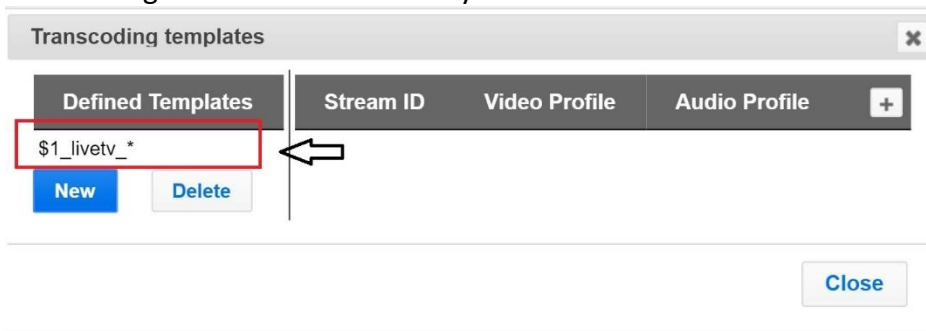 Transcoding templates
Defined Templates Stream ID Video Profile Audio Profile +
$1_livetv_*
New Delete
Close